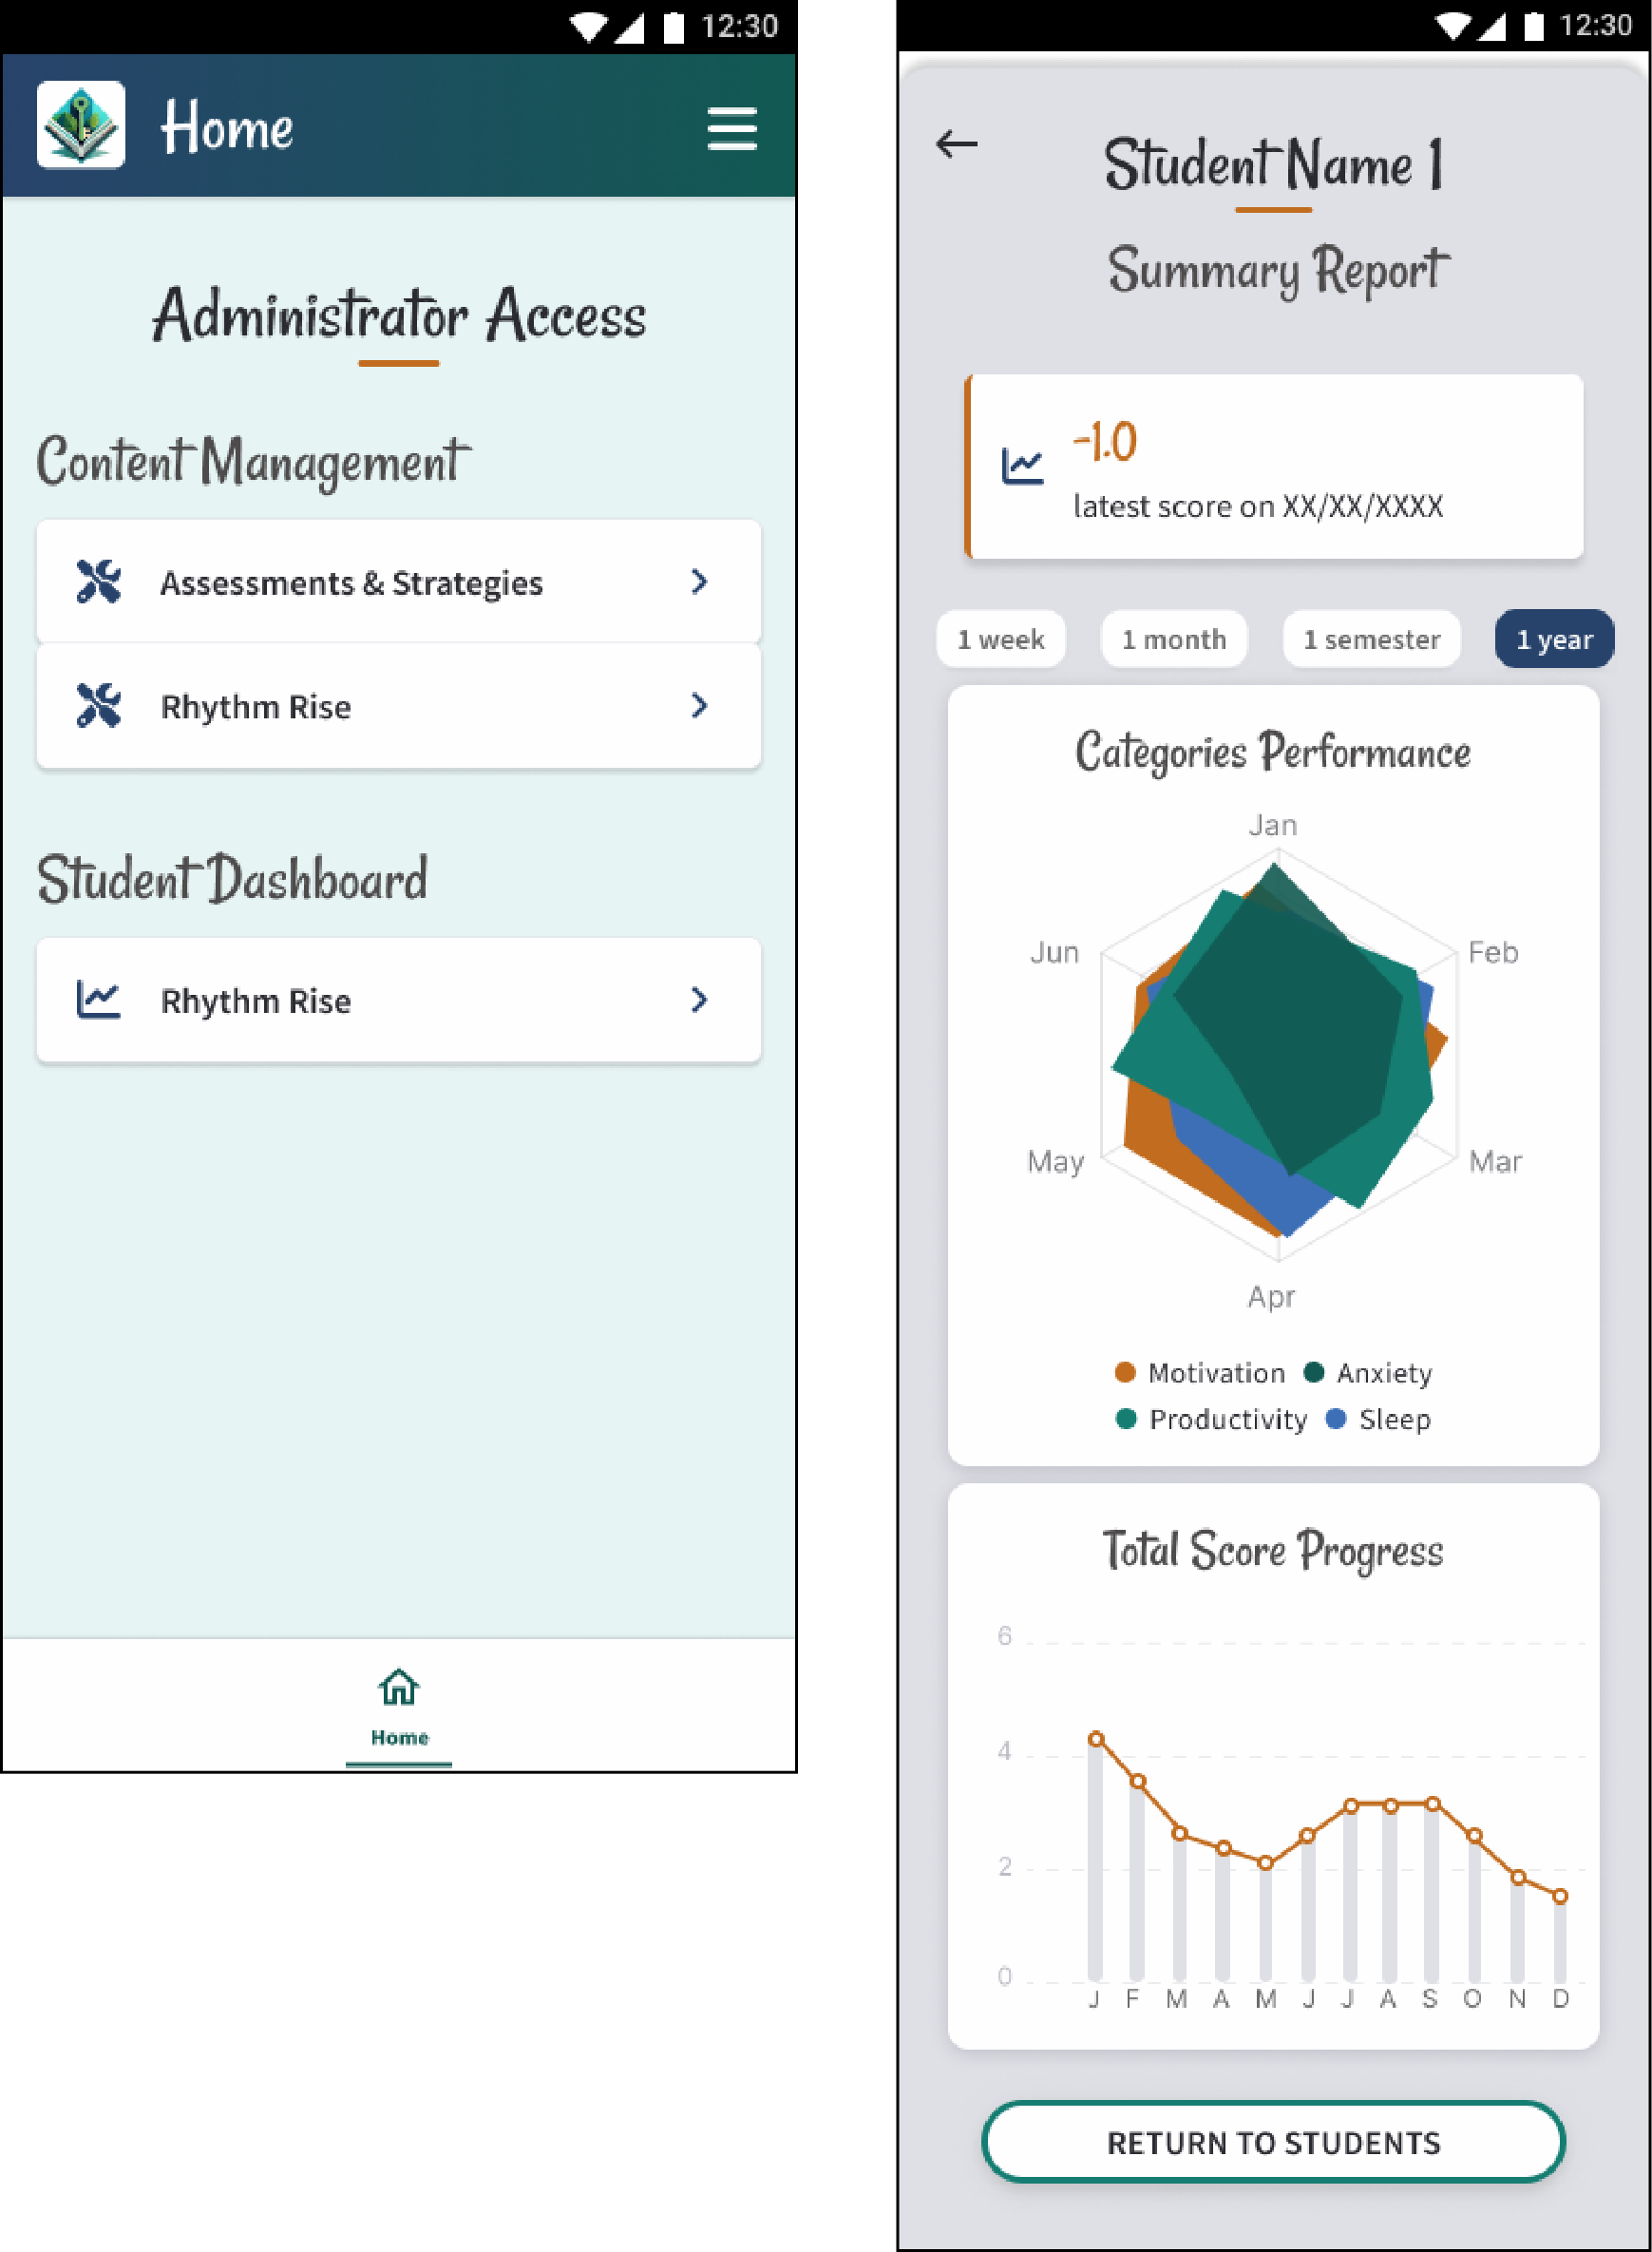 12:30
Home
Administrator Access
Content Management
Assessments & Strategies
Rhythm Rise
Student Dashboard
Rhythm Rise
Home
12:30
Student Name 1
Summary Report
-1.0
latest score on XX/XX/XXXX
1 week 1 month 1 semester 1 year
Categories Performance
Jan
Jun Feb
May Mar
Apr
Motivation Anxiety
Productivity Sleep
Total Score Progress
6
4
2
0
J F M A M J J A S O N D
RETURN TO STUDENTS